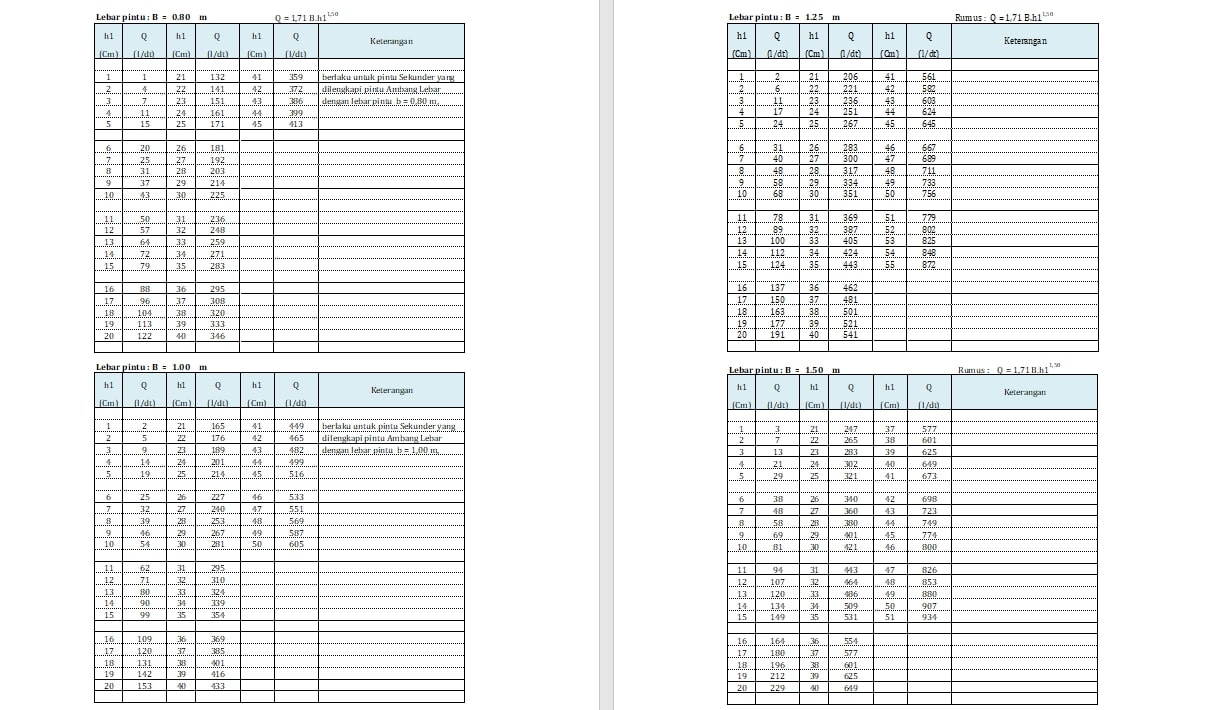 Lebar pintu : B = 0.80 m Q = 1,71 B.h1^1,50
h1 Q h1 Q h1 Q Keterangan
(Cm) (l/dt) (Cm) (l/dt) (Cm) (l/dt)
1 1 21 132 41 359 berlaku untuk pintu Sekunder yang
2 4 22 141 42 372 dilengkapi pintu Ambang Lebar
3 7 23 151 43 386 dengan lebar pintu b = 0,80 m,
4 11 24 161 44 399
5 15 25 171 45 413
6 20 26 181
7 25 27 192
8 31 28 203
9 37 29 214
10 43 30 225
11 50 31 236
12 57 32 248
13 64 33 259
14 72 34 271
15 79 35 283
16 88 36 295
17 96 37 308
18 104 38 320
19 113 39 333
20 122 40 346
Lebar pintu : B = 1.00 m
h1 Q h1 Q h1 Q Keterangan
(Cm) (l/dt) (Cm) (l/dt) (Cm) (l/dt)
1 2 21 165 41 449 berlaku untuk pintu Sekunder yang
2 5 22 176 42 465 dilengkapi pintu Ambang Lebar
3 9 23 189 43 482 dengan lebar pintu b = 1,00 m,
4 14 24 201 44 499
5 19 25 214 45 516
6 25 26 227 46 533
7 32 27 240 47 551
8 39 28 253 48 569
9 46 29 267 49 587
10 54 30 281 50 605
11 62 31 295
12 71 32 310
13 80 33 324
14 90 34 339
15 99 35 354
16 109 36 369
17 120 37 385
18 131 38 401
19 142 39 416
20 153 40 433
Lebar pintu : B = 1.25 m Rumus : Q =1,71 B.h1^1,50
h1 Q h1 Q h1 Q Keterangan
(Cm) (l/dt) (Cm) (l/dt) (Cm) (l/dt)
1 2 21 206 41 561
2 6 22 221 42 582
3 11 23 236 43 603
4 17 24 251 44 624
5 24 25 267 45 645
6 31 26 283 46 667
7 40 27 300 47 689
8 48 28 317 48 711
9 58 29 334 49 733
10 68 30 351 50 756
11 78 31 369 51 779
12 89 32 387 52 802
13 100 33 405 53 825
14 112 34 424 54 848
15 124 35 443 55 872
16 137 36 462
17 150 37 481
18 163 38 501
19 177 39 521
20 191 40 541
Lebar pintu : B = 1.50 m Rumus : Q = 1,71 B.h1^1,50
h1 Q h1 Q h1 Q Keterangan
(Cm) (l/dt) (Cm) (l/dt) (Cm) (l/dt)
1 3 21 247 37 577
2 7 22 265 38 601
3 13 23 283 39 625
4 21 24 302 40 649
5 29 25 321 41 673
6 38 26 340 42 698
7 48 27 360 43 723
8 58 28 380 44 749
9 69 29 401 45 774
10 81 30 421 46 800
11 94 31 443 47 826
12 107 32 464 48 853
13 120 33 486 49 880
14 134 34 509 50 907
15 149 35 531 51 934
16 164 36 554
17 180 37 577
18 196 38 601
19 212 39 625
20 229 40 649